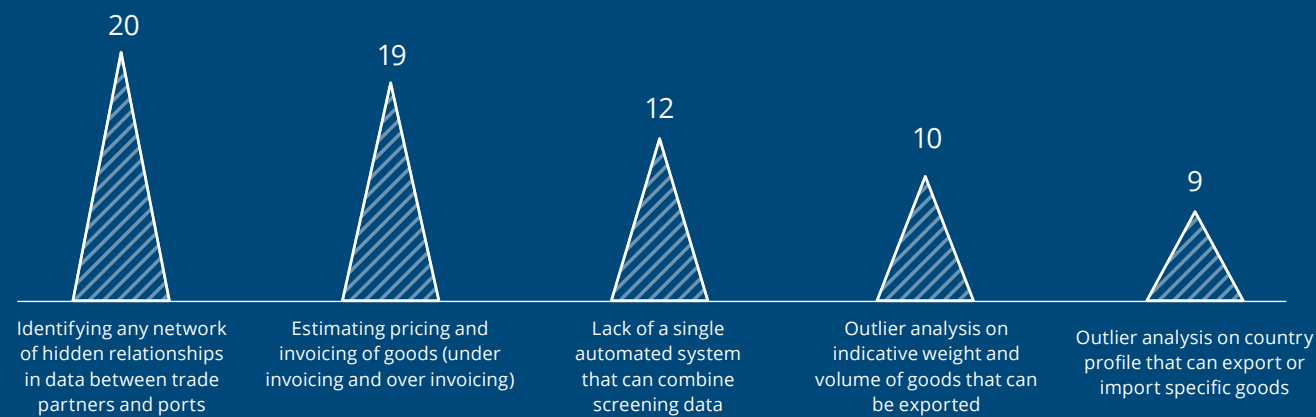 20
19
12
10
9
Identifying any network
of hidden relationships
in data between trade
partners and ports
Estimating pricing and
invoicing of goods (under
invoicing and over invoicing)
Lack of a single
automated system
that can combine
screening data
Outlier analysis on
indicative weight and
volume of goods that can
be exported
Outlier analysis on country
profile that can export or
import specific goods